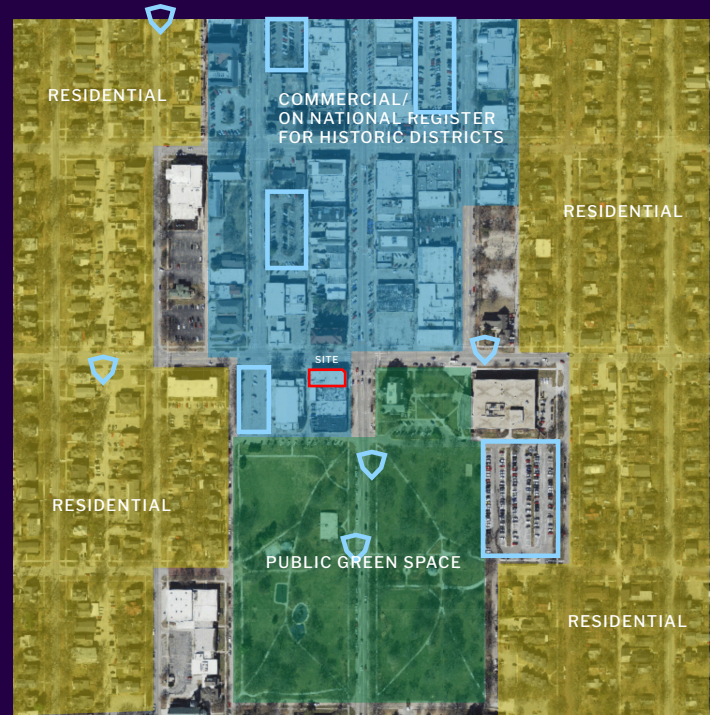 RESIDENTIAL
COMMERCIAL/
ON NATIONAL REGISTER
FOR HISTORIC DISTRICTS
RESIDENTIAL
SITE
RESIDENTIAL
PUBLIC GREEN SPACE
RESIDENTIAL